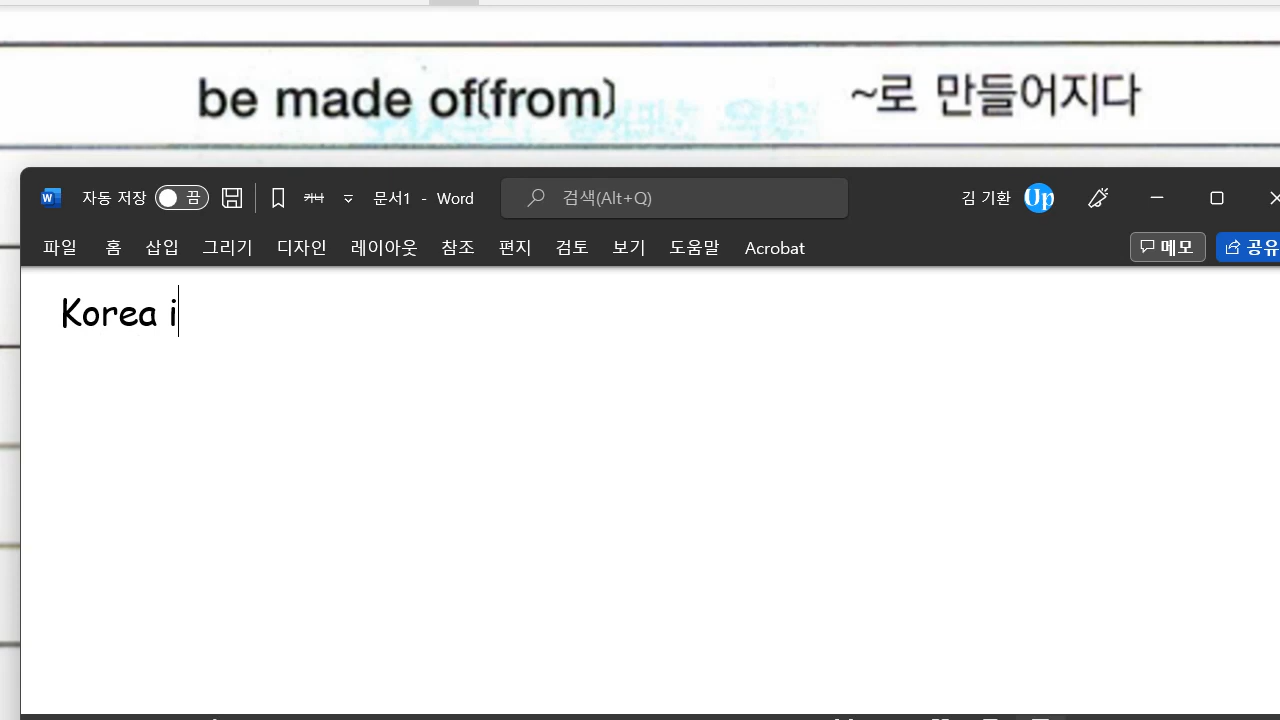 be made of(from) ~로 만들어지다
자동 저장 끔 가나 문서1 - Word 검색(Alt+Q) 김 기환 Up
파일 홈 삽입 그리기 디자인 레이아웃 참조 편지 검토 보기 도움말 Acrobat 메모 공유
Korea i